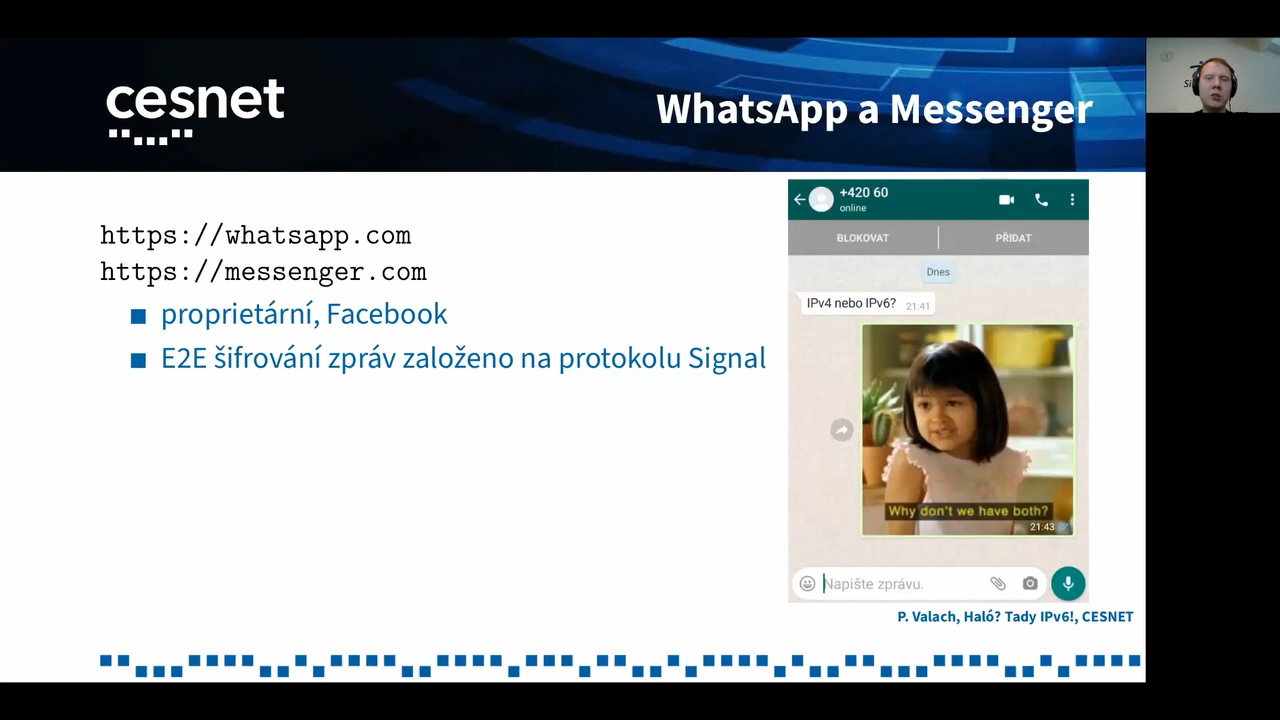 cesnet
WhatsApp a Messenger
https://whatsapp.com
https://messenger.com
proprietární, Facebook
E2E šifrování zpráv založeno na protokolu Signal
+420 60
online
BLOKOVAT
PŘIDAT
Dnes
IPv4 nebo IPv6? 21:41
Why don't we have both?
21:43
Napište zprávu.
P. Valach, Haló? Tady IPv6!, CESNET